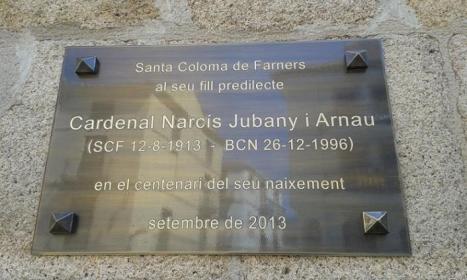 Santa Coloma de Farners
al seu fill predilecte
Cardenal Narcís Jubany i Arnau
(SCF 12-8-1913 - BCN 26-12-1996)
en el centenari del seu naixement
setembre de 2013